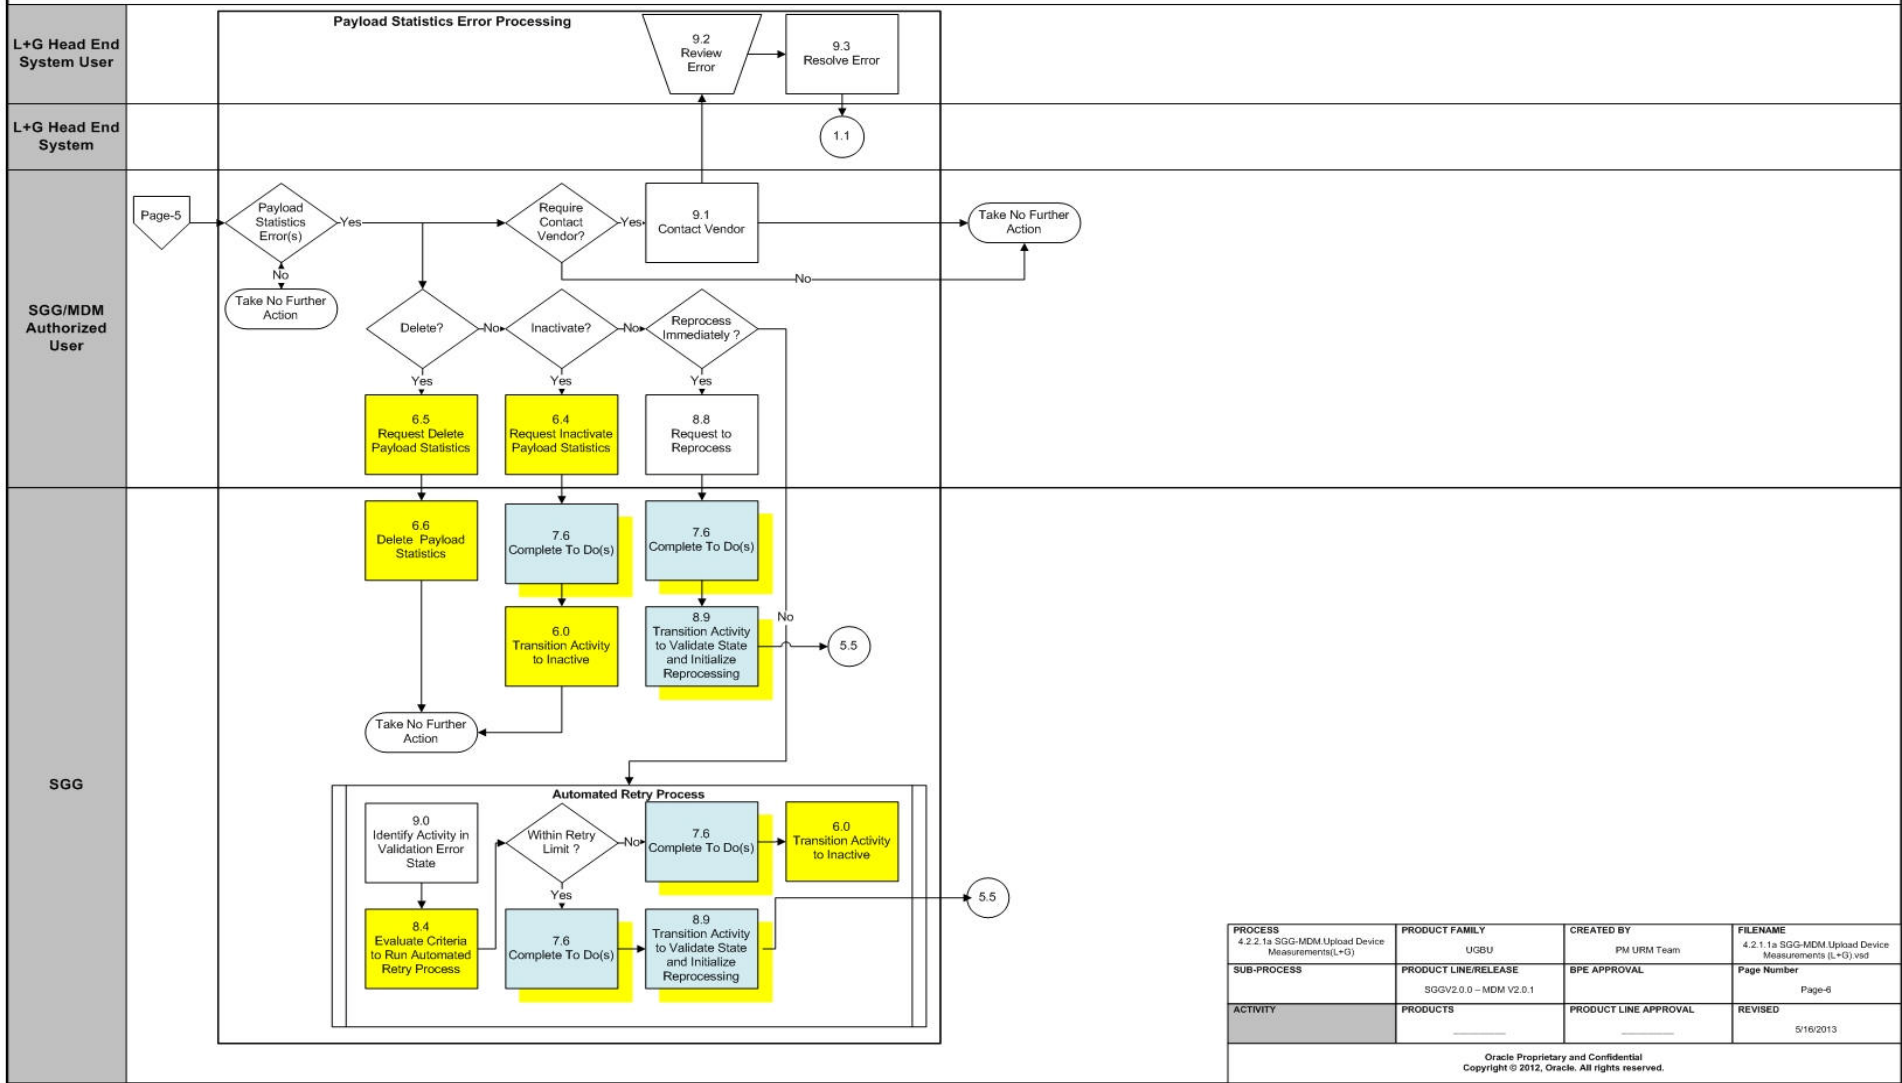 Payload Statistics Error Processing
L+G Head End
System User
9.2
Review
Error
9.3
Resolve Error
L+G Head End
System
1.1
SGG/MDM
Authorized
User
Page-5
Payload
Statistics
Error(s)
Yes
No
Take No Further
Action
Require
Contact
Vendor?
Yes
9.1
Contact Vendor
Take No Further
Action
No
Delete?
No
Inactivate?
No
Reprocess
Immediately ?
Yes
Yes
Yes
6.5
Request Delete
Payload Statistics
6.4
Request Inactivate
Payload Statistics
8.8
Request to
Reprocess
SGG
6.6
Delete Payload
Statistics
7.6
Complete To Do(s)
7.6
Complete To Do(s)
6.0
Transition Activity
to Inactive
8.9
Transition Activity
to Validate State
and Initialize
Reprocessing
No
5.5
Take No Further
Action
Automated Retry Process
9.0
Identify Activity in
Validation Error
State
Within Retry
Limit ?
No
7.6
Complete To Do(s)
6.0
Transition Activity
to Inactive
Yes
8.4
Evaluate Criteria
to Run Automated
Retry Process
7.6
Complete To Do(s)
8.9
Transition Activity
to Validate State
and Initialize
Reprocessing
5.5
PROCESS
4.2.2.1a SGG-MDM.Upload Device
Measurements(L+G)
PRODUCT FAMILY
UGBU
CREATED BY
PM URM Team
FILENAME
4.2.1.1a SGG-MDM.Upload Device
Measurements (L+G).vsd
SUB-PROCESS
PRODUCT LINE/RELEASE
SGGV2.0.0 – MDM V2.0.1
BPE APPROVAL
Page Number
Page-6
ACTIVITY
PRODUCTS
PRODUCT LINE APPROVAL
REVISED
5/16/2013
Oracle Proprietary and Confidential
Copyright © 2012, Oracle. All rights reserved.